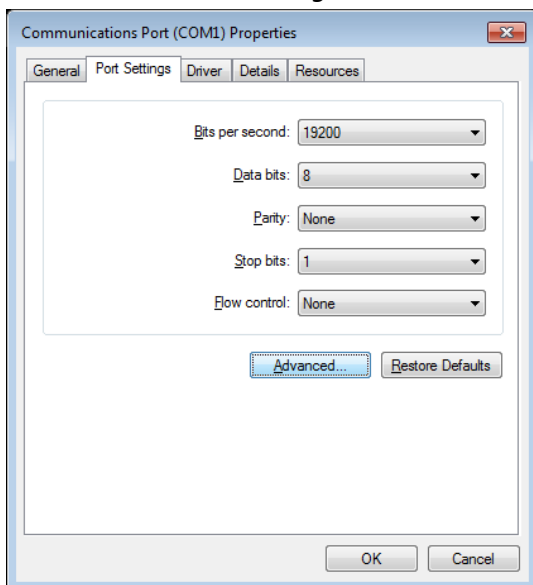 Communications Port (COM1) Properties
General Port Settings Driver Details Resources
Bits per second: 19200
Data bits: 8
Parity: None
Stop bits: 1
Flow control: None
Advanced... Restore Defaults
OK Cancel